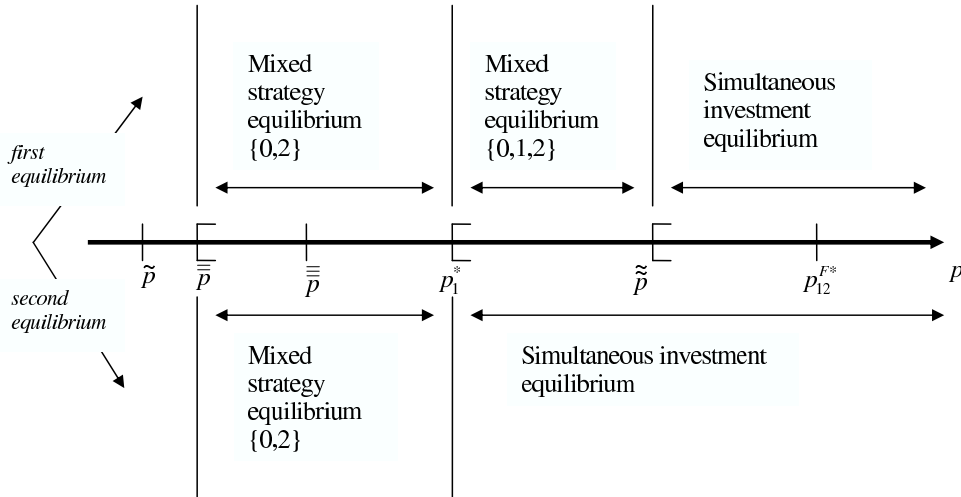 Mixed
strategy
equilibrium
{0,2}
Mixed
strategy
equilibrium
{0,1,2}
Simultaneous
investment
equilibrium
first
equilibrium
p̃ p̿ p̿ p₁* p̃̃ p₁₂^F* p
second
equilibrium
Mixed
strategy
equilibrium
{0,2}
Simultaneous investment
equilibrium